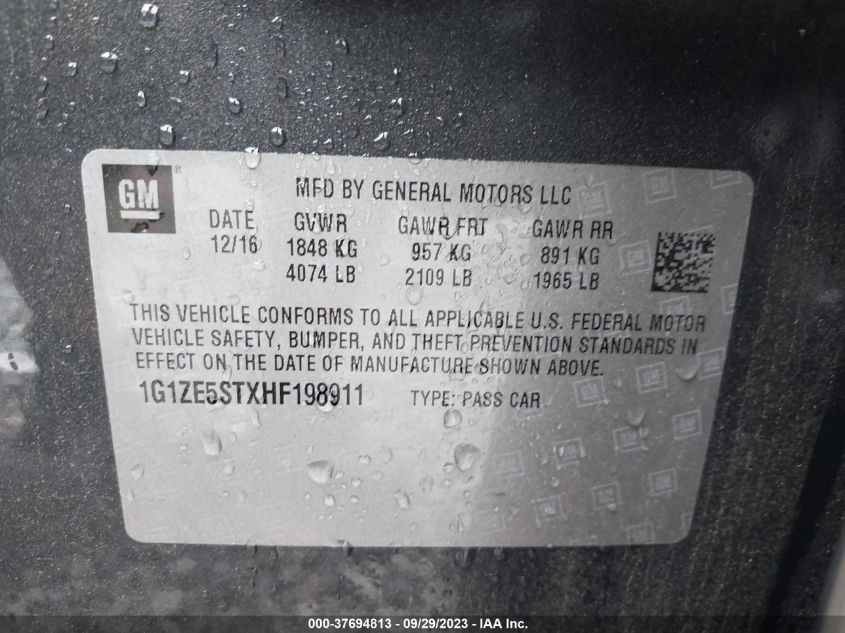 GM ® MFD BY GENERAL MOTORS LLC
DATE GVWR GAWR FRT GAWR RR
12/16 1848 KG 957 KG 891 KG
4074 LB 2109 LB 1965 LB
THIS VEHICLE CONFORMS TO ALL APPLICABLE U.S. FEDERAL MOTOR
VEHICLE SAFETY, BUMPER, AND THEFT PREVENTION STANDARDS IN
EFFECT ON THE DATE OF MANUFACTURE SHOWN ABOVE.
1G1ZE5STXHF198911 TYPE: PASS CAR
000-37694813 - 09/29/2023 - IAA Inc.